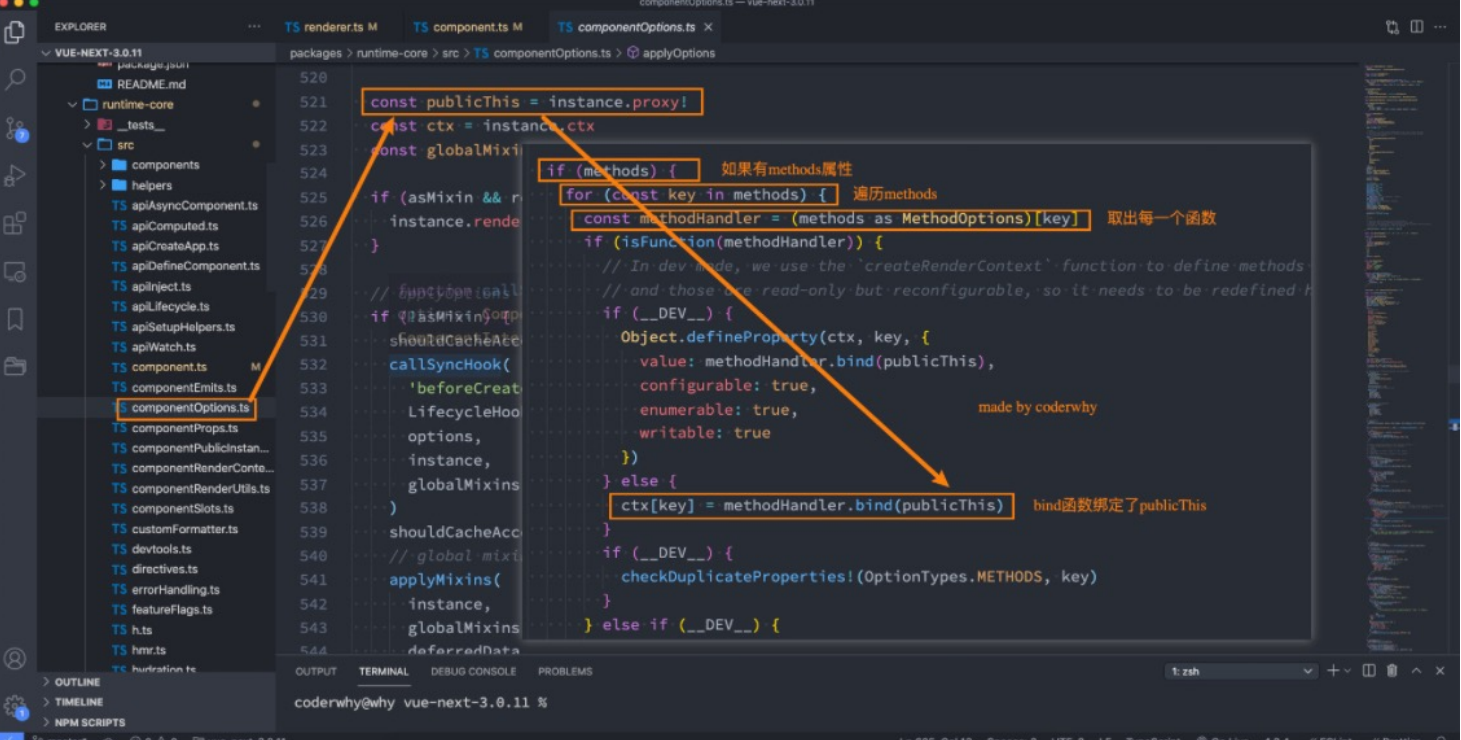 componentOptions.ts — vue-next-3.0.11
EXPLORER
TS renderer.ts M
TS component.ts M
TS componentOptions.ts ×
VUE-NEXT-3.0.11
packages > runtime-core > src > TS componentOptions.ts > applyOptions
package.json
README.md
runtime-core
__tests__
src
components
helpers
TS apiAsyncComponent.ts
TS apiComputed.ts
TS apiCreateApp.ts
TS apiDefineComponent.ts
TS apiInject.ts
TS apiLifecycle.ts
TS apiSetupHelpers.ts
TS apiWatch.ts
TS component.ts M
TS componentEmits.ts
TS componentOptions.ts
TS componentProps.ts
TS componentPublicInstan...
TS componentRenderConte...
TS componentRenderUtils.ts
TS componentSlots.ts
TS customFormatter.ts
TS devtools.ts
TS directives.ts
TS errorHandling.ts
TS featureFlags.ts
TS h.ts
TS hmr.ts
TS hydration.ts
OUTLINE
TIMELINE
NPM SCRIPTS
7
1
520
521 const publicThis = instance.proxy!
522 const ctx = instance.ctx
523 const globalMixi
524
525 if (asMixin && r
526 instance.rende
527 }
528
529 // applyOptions
530 if (!asMixin) {
531 shouldCacheAcc
532 callSyncHook(
533 'beforeCreat
534 LifecycleHoo
535 options,
536 instance,
537 globalMixins
538 )
539 shouldCacheAcc
540 // global mixi
541 applyMixins(
542 instance,
543 globalMixins
544 deferredData
if (methods) { 如果有methods属性
for (const key in methods) { 遍历methods
const methodHandler = (methods as MethodOptions)[key] 取出每一个函数
if (isFunction(methodHandler)) {
// In dev mode, we use the `createRenderContext` function to define methods
// and those are read-only but reconfigurable, so it needs to be redefined h
if (__DEV__) {
Object.defineProperty(ctx, key, {
value: methodHandler.bind(publicThis),
configurable: true,
enumerable: true,
writable: true
})
made by coderwhy
} else {
ctx[key] = methodHandler.bind(publicThis) bind函数绑定了publicThis
}
if (__DEV__) {
checkDuplicateProperties!(OptionTypes.METHODS, key)
}
} else if (__DEV__) {
OUTPUT TERMINAL DEBUG CONSOLE PROBLEMS
1: zsh
coderwhy@why vue-next-3.0.11 %